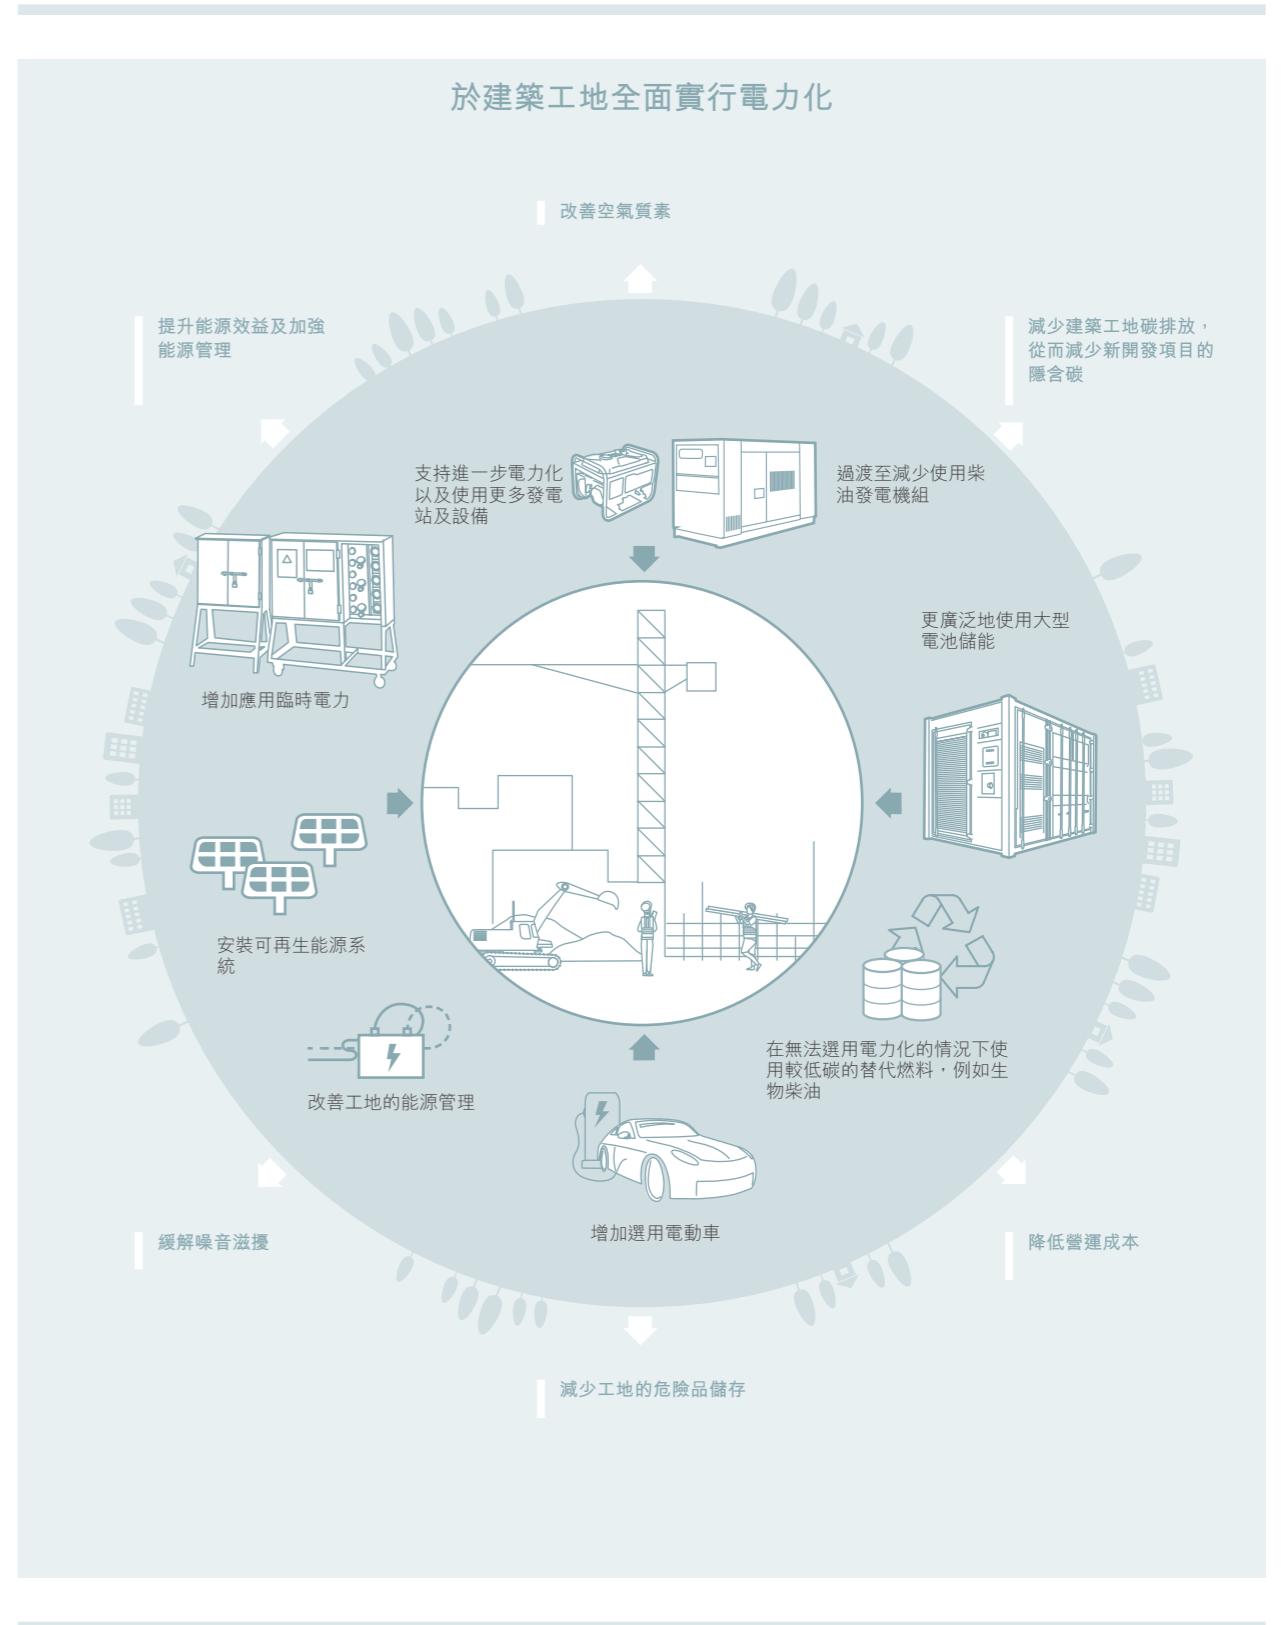 於建築工地全面實行電力化
改善空氣質素
提升能源效益及加強
能源管理
減少建築工地碳排放，
從而減少新開發項目的
隱含碳
支持進一步電力化
以及使用更多發電
站及設備
過渡至減少使用柴
油發電機組
更廣泛地使用大型
電池儲能
增加應用臨時電力
安裝可再生能源系
統
在無法選用電力化的情況下使
用較低碳的替代燃料，例如生
物柴油
改善工地的能源管理
增加選用電動車
緩解噪音滋擾
降低營運成本
減少工地的危險品儲存